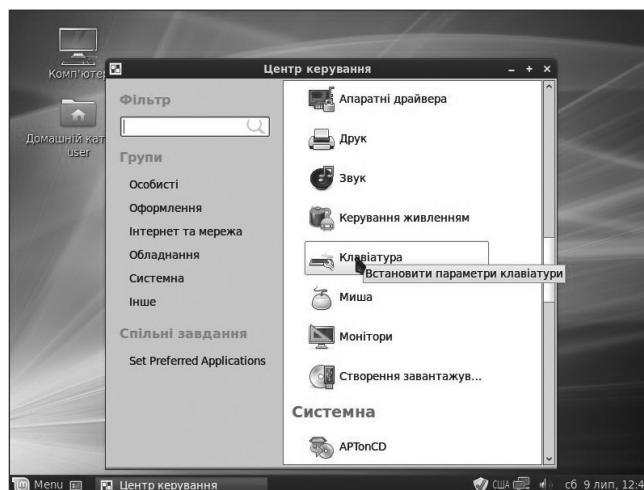 Комп'юте
Домашній кат
user
Центр керування
Фільтр
Групи
Особисті
Оформлення
Інтернет та мережа
Обладнання
Системна
Інше
Спільні завдання
Set Preferred Applications
Апаратні драйвера
Друк
Звук
Керування живленням
Клавіатура
Встановити параметри клавіатури
Миша
Монітори
Створення завантажув...
Системна
APTonCD
Menu
Центр керування
США
сб 9 лип, 12:4